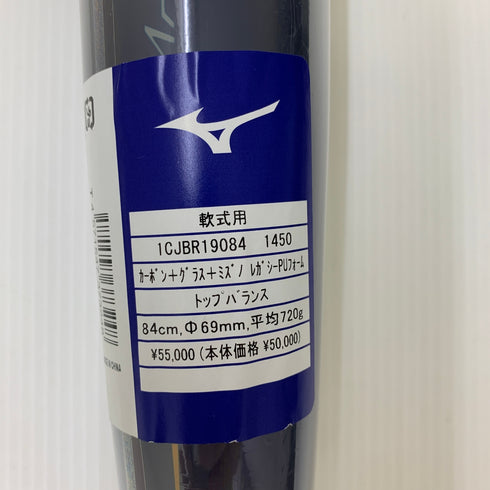 軟式用
1CJBR19084 1450
ｶｰﾎﾞﾝ+ｸﾞﾗｽ+ﾐｽﾞﾉ ﾚｶﾞｼｰPUﾌｫｰﾑ
トップバランス
84cm,Φ69mm,平均720g
¥55,000(本体価格 ¥50,000)
CHINA